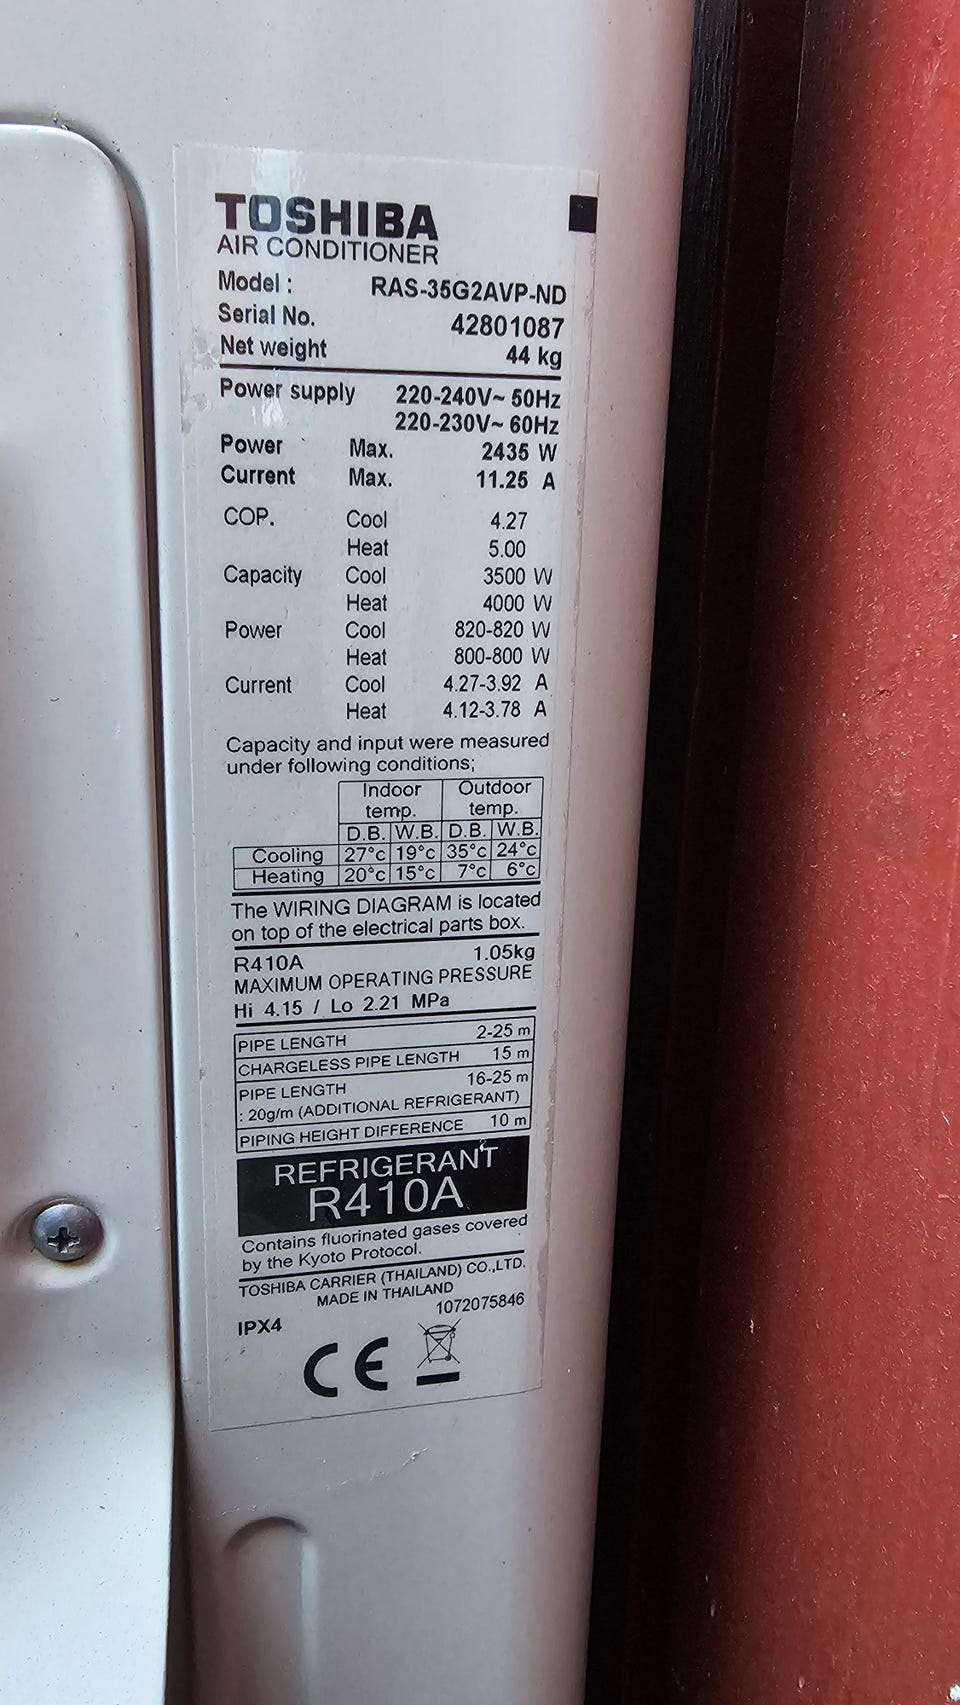 TOSHIBA
AIR CONDITIONER
Model : RAS-35G2AVP-ND
Serial No. 42801087
Net weight 44 kg
Power supply 220-240V~ 50Hz
220-230V~ 60Hz
Power Max. 2435 W
Current Max. 11.25 A
COP. Cool 4.27
Heat 5.00
Capacity Cool 3500 W
Heat 4000 W
Power Cool 820-820 W
Heat 800-800 W
Current Cool 4.27-3.92 A
Heat 4.12-3.78 A
Capacity and input were measured
under following conditions;
Indoor Outdoor
temp. temp.
D.B. W.B. D.B. W.B.
Cooling 27°c 19°c 35°c 24°c
Heating 20°c 15°c 7°c 6°c
The WIRING DIAGRAM is located
on top of the electrical parts box.
R410A 1.05kg
MAXIMUM OPERATING PRESSURE
Hi 4.15 / Lo 2.21 MPa
PIPE LENGTH 2-25 m
CHARGELESS PIPE LENGTH 15 m
PIPE LENGTH 16-25 m
: 20g/m (ADDITIONAL REFRIGERANT)
PIPING HEIGHT DIFFERENCE 10 m
REFRIGERANT
R410A
Contains fluorinated gases covered
by the Kyoto Protocol.
TOSHIBA CARRIER (THAILAND) CO.,LTD.
MADE IN THAILAND
1072075846
IPX4
CE